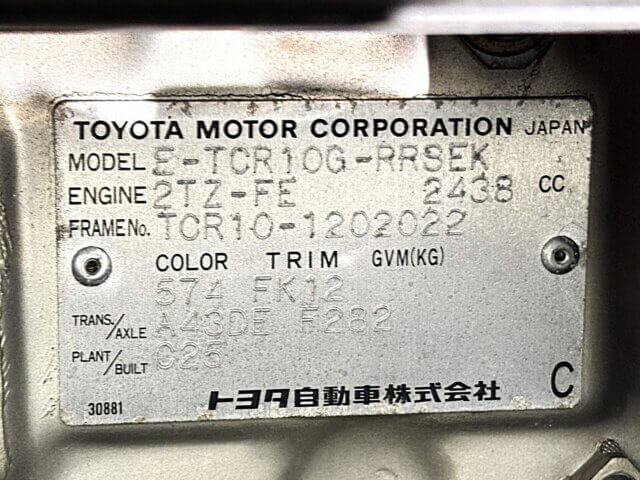 TOYOTA MOTOR CORPORATION JAPAN
MODEL E-TCR10G-RRSEK
ENGINE 2TZ-FE 2438 CC
FRAME No. TCR10-1202022
COLOR TRIM GVM(KG)
574 FK12
TRANS./AXLE A43DE F282
PLANT/BUILT C25
トヨタ自動車株式会社 C
30881